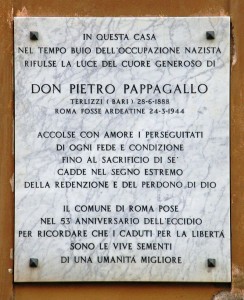 IN QUESTA CASA
NEL TEMPO BUIO DELL'OCCUPAZIONE NAZISTA
RIFULSE LA LUCE DEL CUORE GENEROSO DI
DON PIETRO PAPPAGALLO
TERLIZZI (BARI) 28-6-1888
ROMA FOSSE ARDEATINE 24-3-1944
ACCOLSE CON AMORE I PERSEGUITATI
DI OGNI FEDE E CONDIZIONE
FINO AL SACRIFICIO DI SE'
CADDE NEL SEGNO ESTREMO
DELLA REDENZIONE E DEL PERDONO DI DIO
IL COMUNE DI ROMA POSE
NEL 53° ANNIVERSARIO DELL'ECCIDIO
PER RICORDARE CHE I CADUTI PER LA LIBERTÀ
SONO LE VIVE SEMENTI
DI UNA UMANITÀ MIGLIORE